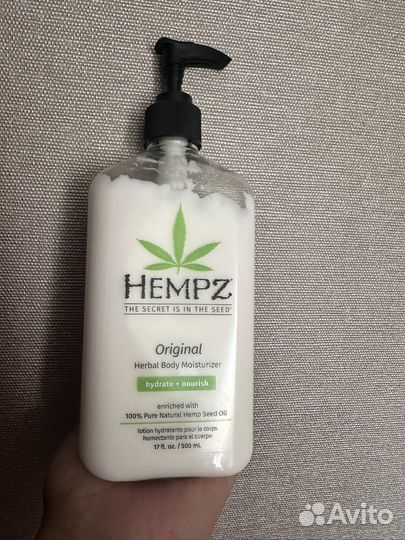 HEMPZ®
THE SECRET IS IN THE SEED®
Original
Herbal Body Moisturizer
hydrate + nourish
enriched with
100% Pure Natural Hemp Seed Oil
lotion hydratante pour le corps
humectante para el cuerpo
17 fl. oz. / 500 mL
Avito